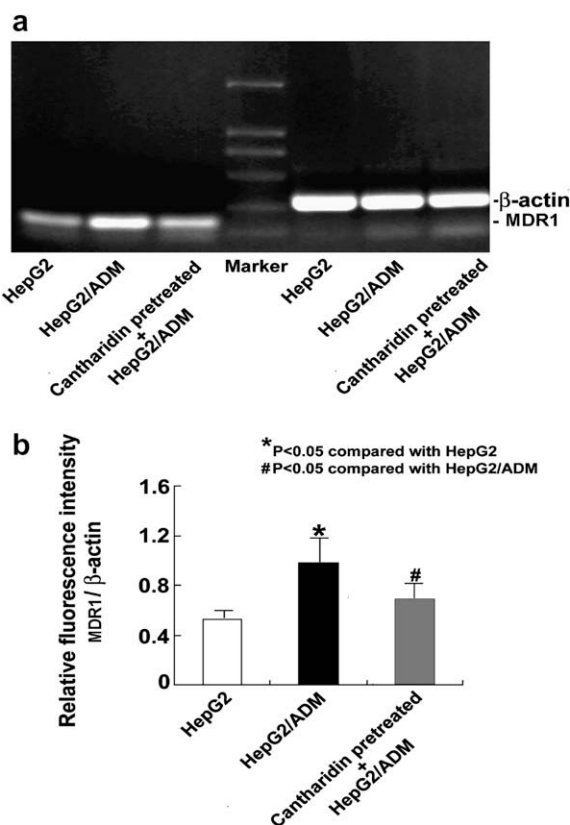 a
-β-actin
- MDR1
HepG2
HepG2/ADM
Cantharidin pretreated
+
HepG2/ADM
Marker
HepG2
HepG2/ADM
Cantharidin pretreated
+
HepG2/ADM
b
*P<0.05 compared with HepG2
#P<0.05 compared with HepG2/ADM
Relative fluorescence intensity
MDR1/ β-actin
1.6
1.2
0.8
0.4
0
*
#
HepG2
HepG2/ADM
Cantharidin pretreated
+
HepG2/ADM